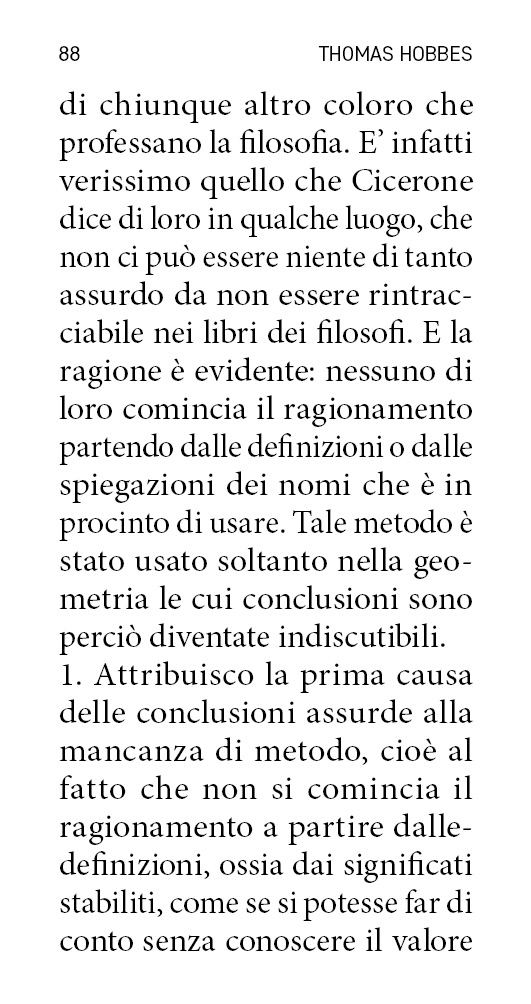 88 THOMAS HOBBES
di chiunque altro coloro che
professano la filosofia. E’ infatti
verissimo quello che Cicerone
dice di loro in qualche luogo, che
non ci può essere niente di tanto
assurdo da non essere rintrac-
ciabile nei libri dei filosofi. E la
ragione è evidente: nessuno di
loro comincia il ragionamento
partendo dalle definizioni o dalle
spiegazioni dei nomi che è in
procinto di usare. Tale metodo è
stato usato soltanto nella geo-
metria le cui conclusioni sono
perciò diventate indiscutibili.
1. Attribuisco la prima causa
delle conclusioni assurde alla
mancanza di metodo, cioè al
fatto che non si comincia il
ragionamento a partire dalle-
definizioni, ossia dai significati
stabiliti, come se si potesse far di
conto senza conoscere il valore